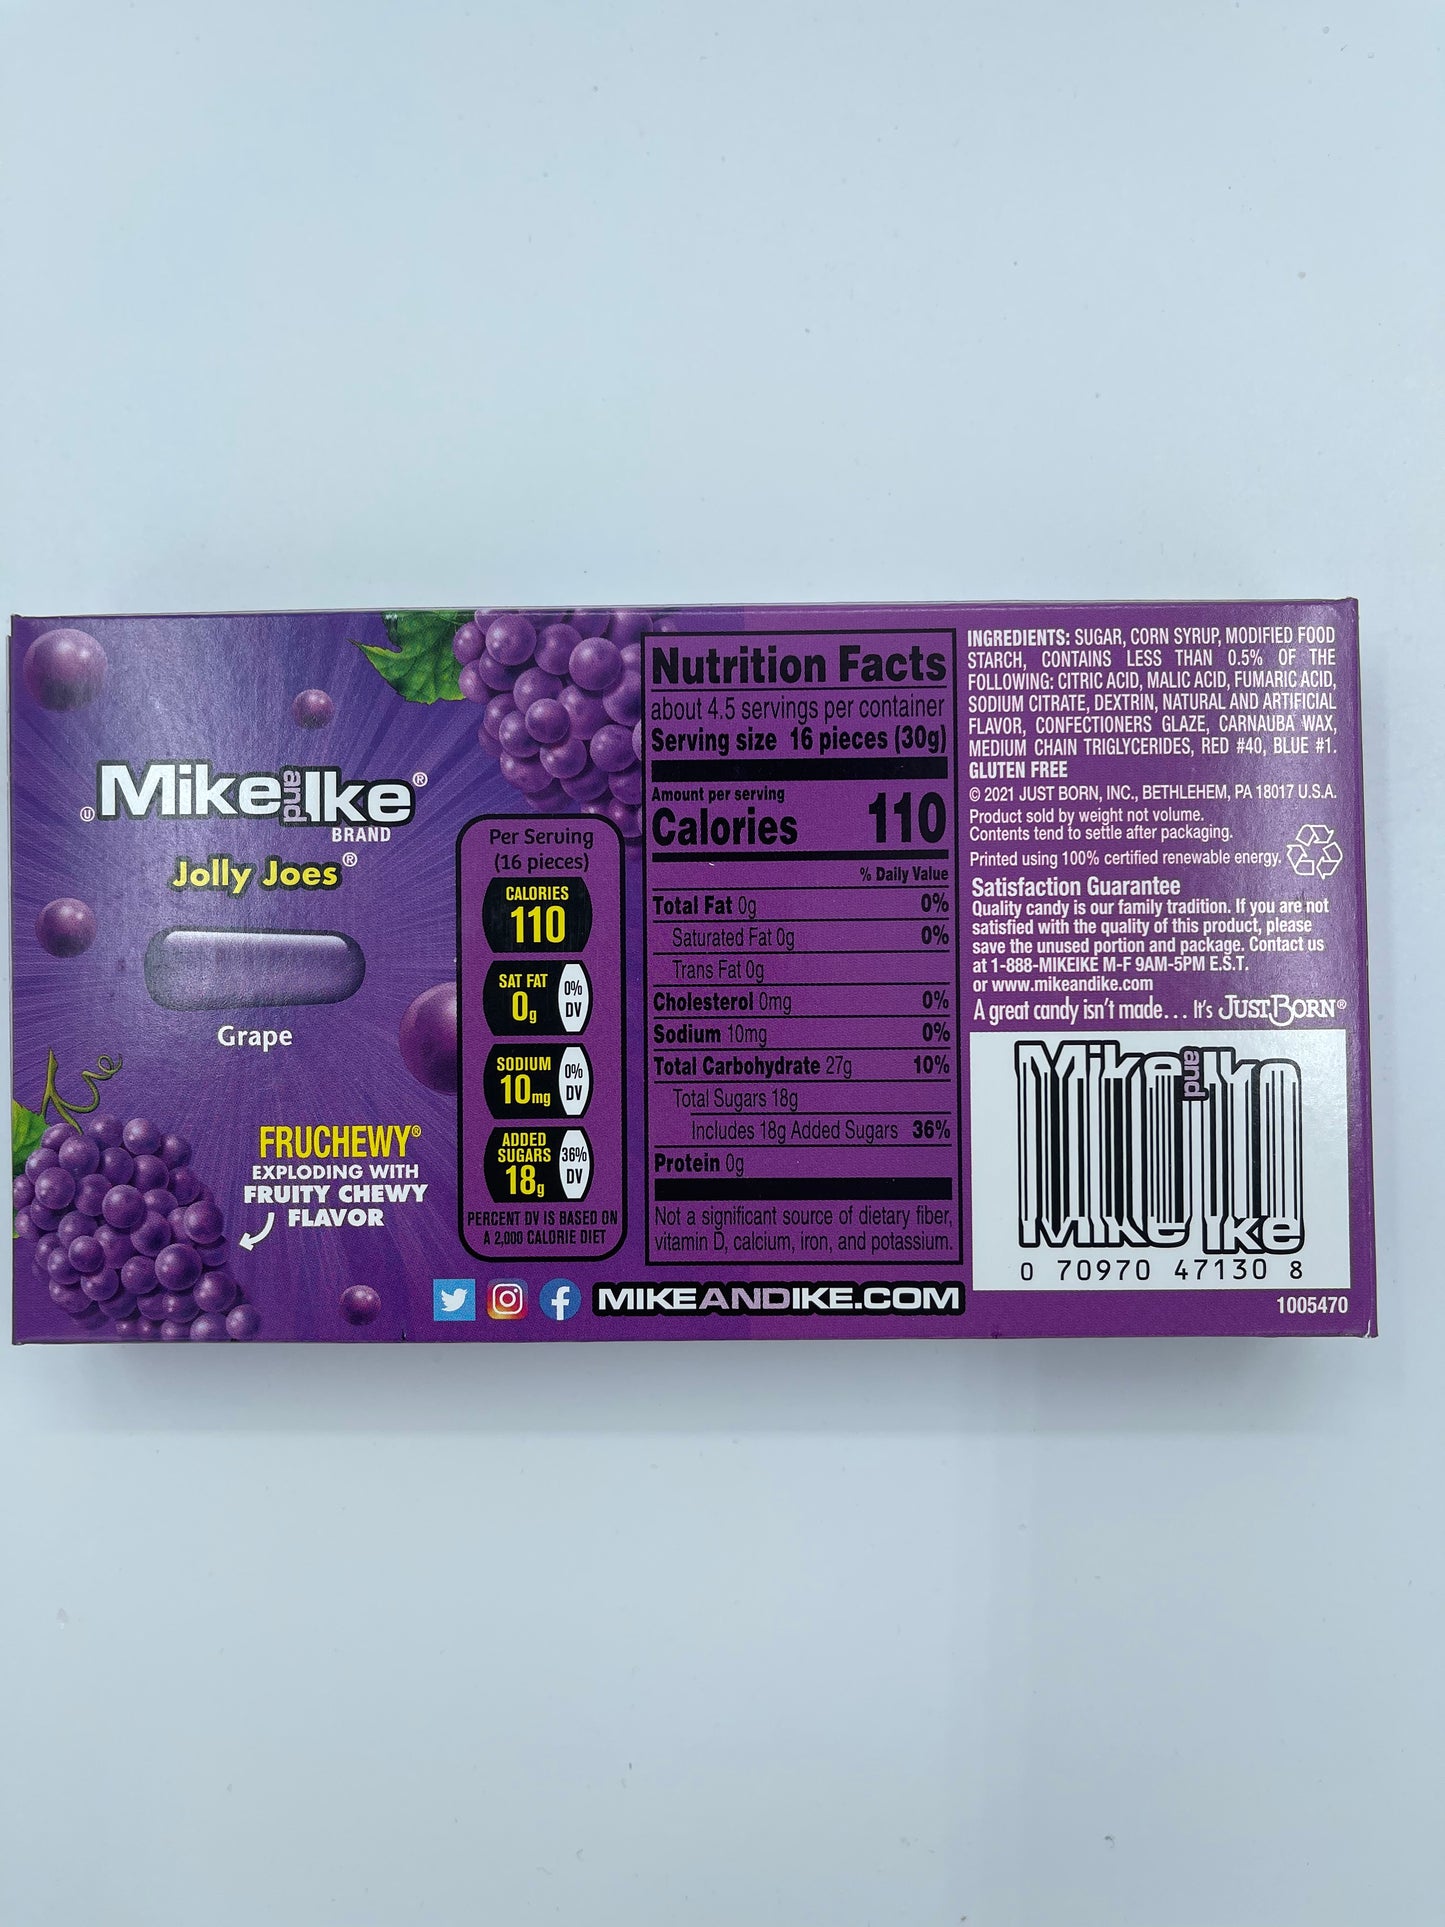 Ⓤ Mike and Ike®
BRAND
Jolly Joes®
Grape
FRUCHEWY®
EXPLODING WITH
FRUITY CHEWY
FLAVOR
Per Serving
(16 pieces)
CALORIES
110
SAT FAT
0g
0%
DV
SODIUM
10mg
0%
DV
ADDED
SUGARS
18g
36%
DV
PERCENT DV IS BASED ON
A 2,000 CALORIE DIET
MIKEANDIKE.COM
Nutrition Facts
about 4.5 servings per container
Serving size 16 pieces (30g)
Amount per serving
Calories 110
% Daily Value
Total Fat 0g 0%
Saturated Fat 0g 0%
Trans Fat 0g
Cholesterol 0mg 0%
Sodium 10mg 0%
Total Carbohydrate 27g 10%
Total Sugars 18g
Includes 18g Added Sugars 36%
Protein 0g
Not a significant source of dietary fiber,
vitamin D, calcium, iron, and potassium.
INGREDIENTS: SUGAR, CORN SYRUP, MODIFIED FOOD
STARCH, CONTAINS LESS THAN 0.5% OF THE
FOLLOWING: CITRIC ACID, MALIC ACID, FUMARIC ACID,
SODIUM CITRATE, DEXTRIN, NATURAL AND ARTIFICIAL
FLAVOR, CONFECTIONERS GLAZE, CARNAUBA WAX,
MEDIUM CHAIN TRIGLYCERIDES, RED #40, BLUE #1.
GLUTEN FREE
© 2021 JUST BORN, INC., BETHLEHEM, PA 18017 U.S.A.
Product sold by weight not volume.
Contents tend to settle after packaging.
Printed using 100% certified renewable energy.
Satisfaction Guarantee
Quality candy is our family tradition. If you are not
satisfied with the quality of this product, please
save the unused portion and package. Contact us
at 1-888-MIKEIKE M-F 9AM-5PM E.S.T.
or www.mikeandike.com
A great candy isn't made... It's JUST BORN®
Mike and Ike
Mike Ike
0 70970 47130 8
1005470